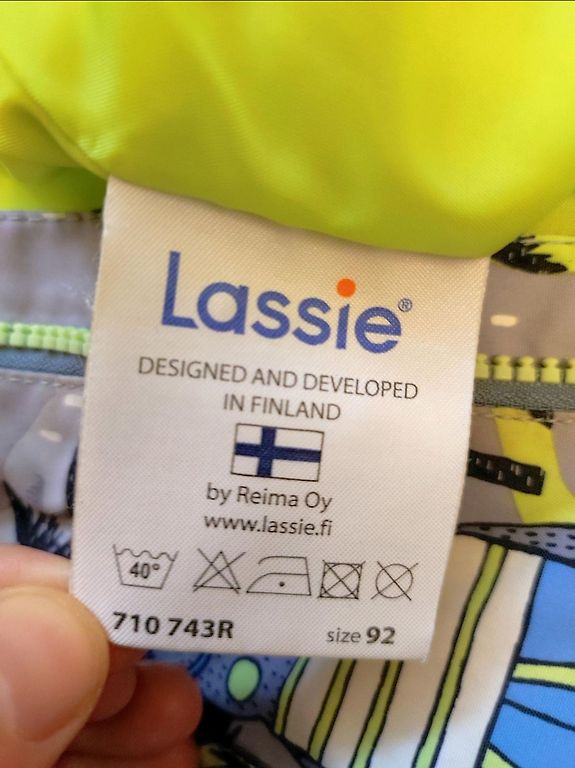 Lassie®
DESIGNED AND DEVELOPED
IN FINLAND
by Reima Oy
www.lassie.fi
40°
710 743R size 92